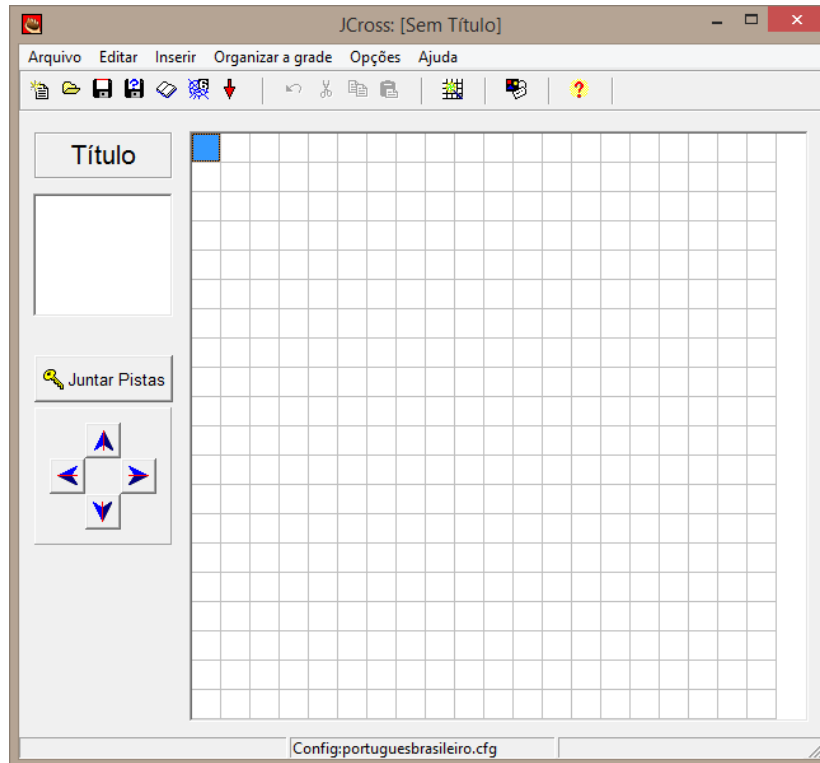 JCross: [Sem Título]
Arquivo Editar Inserir Organizar a grade Opções Ajuda
Título
Juntar Pistas
Config:portuguesbrasileiro.cfg